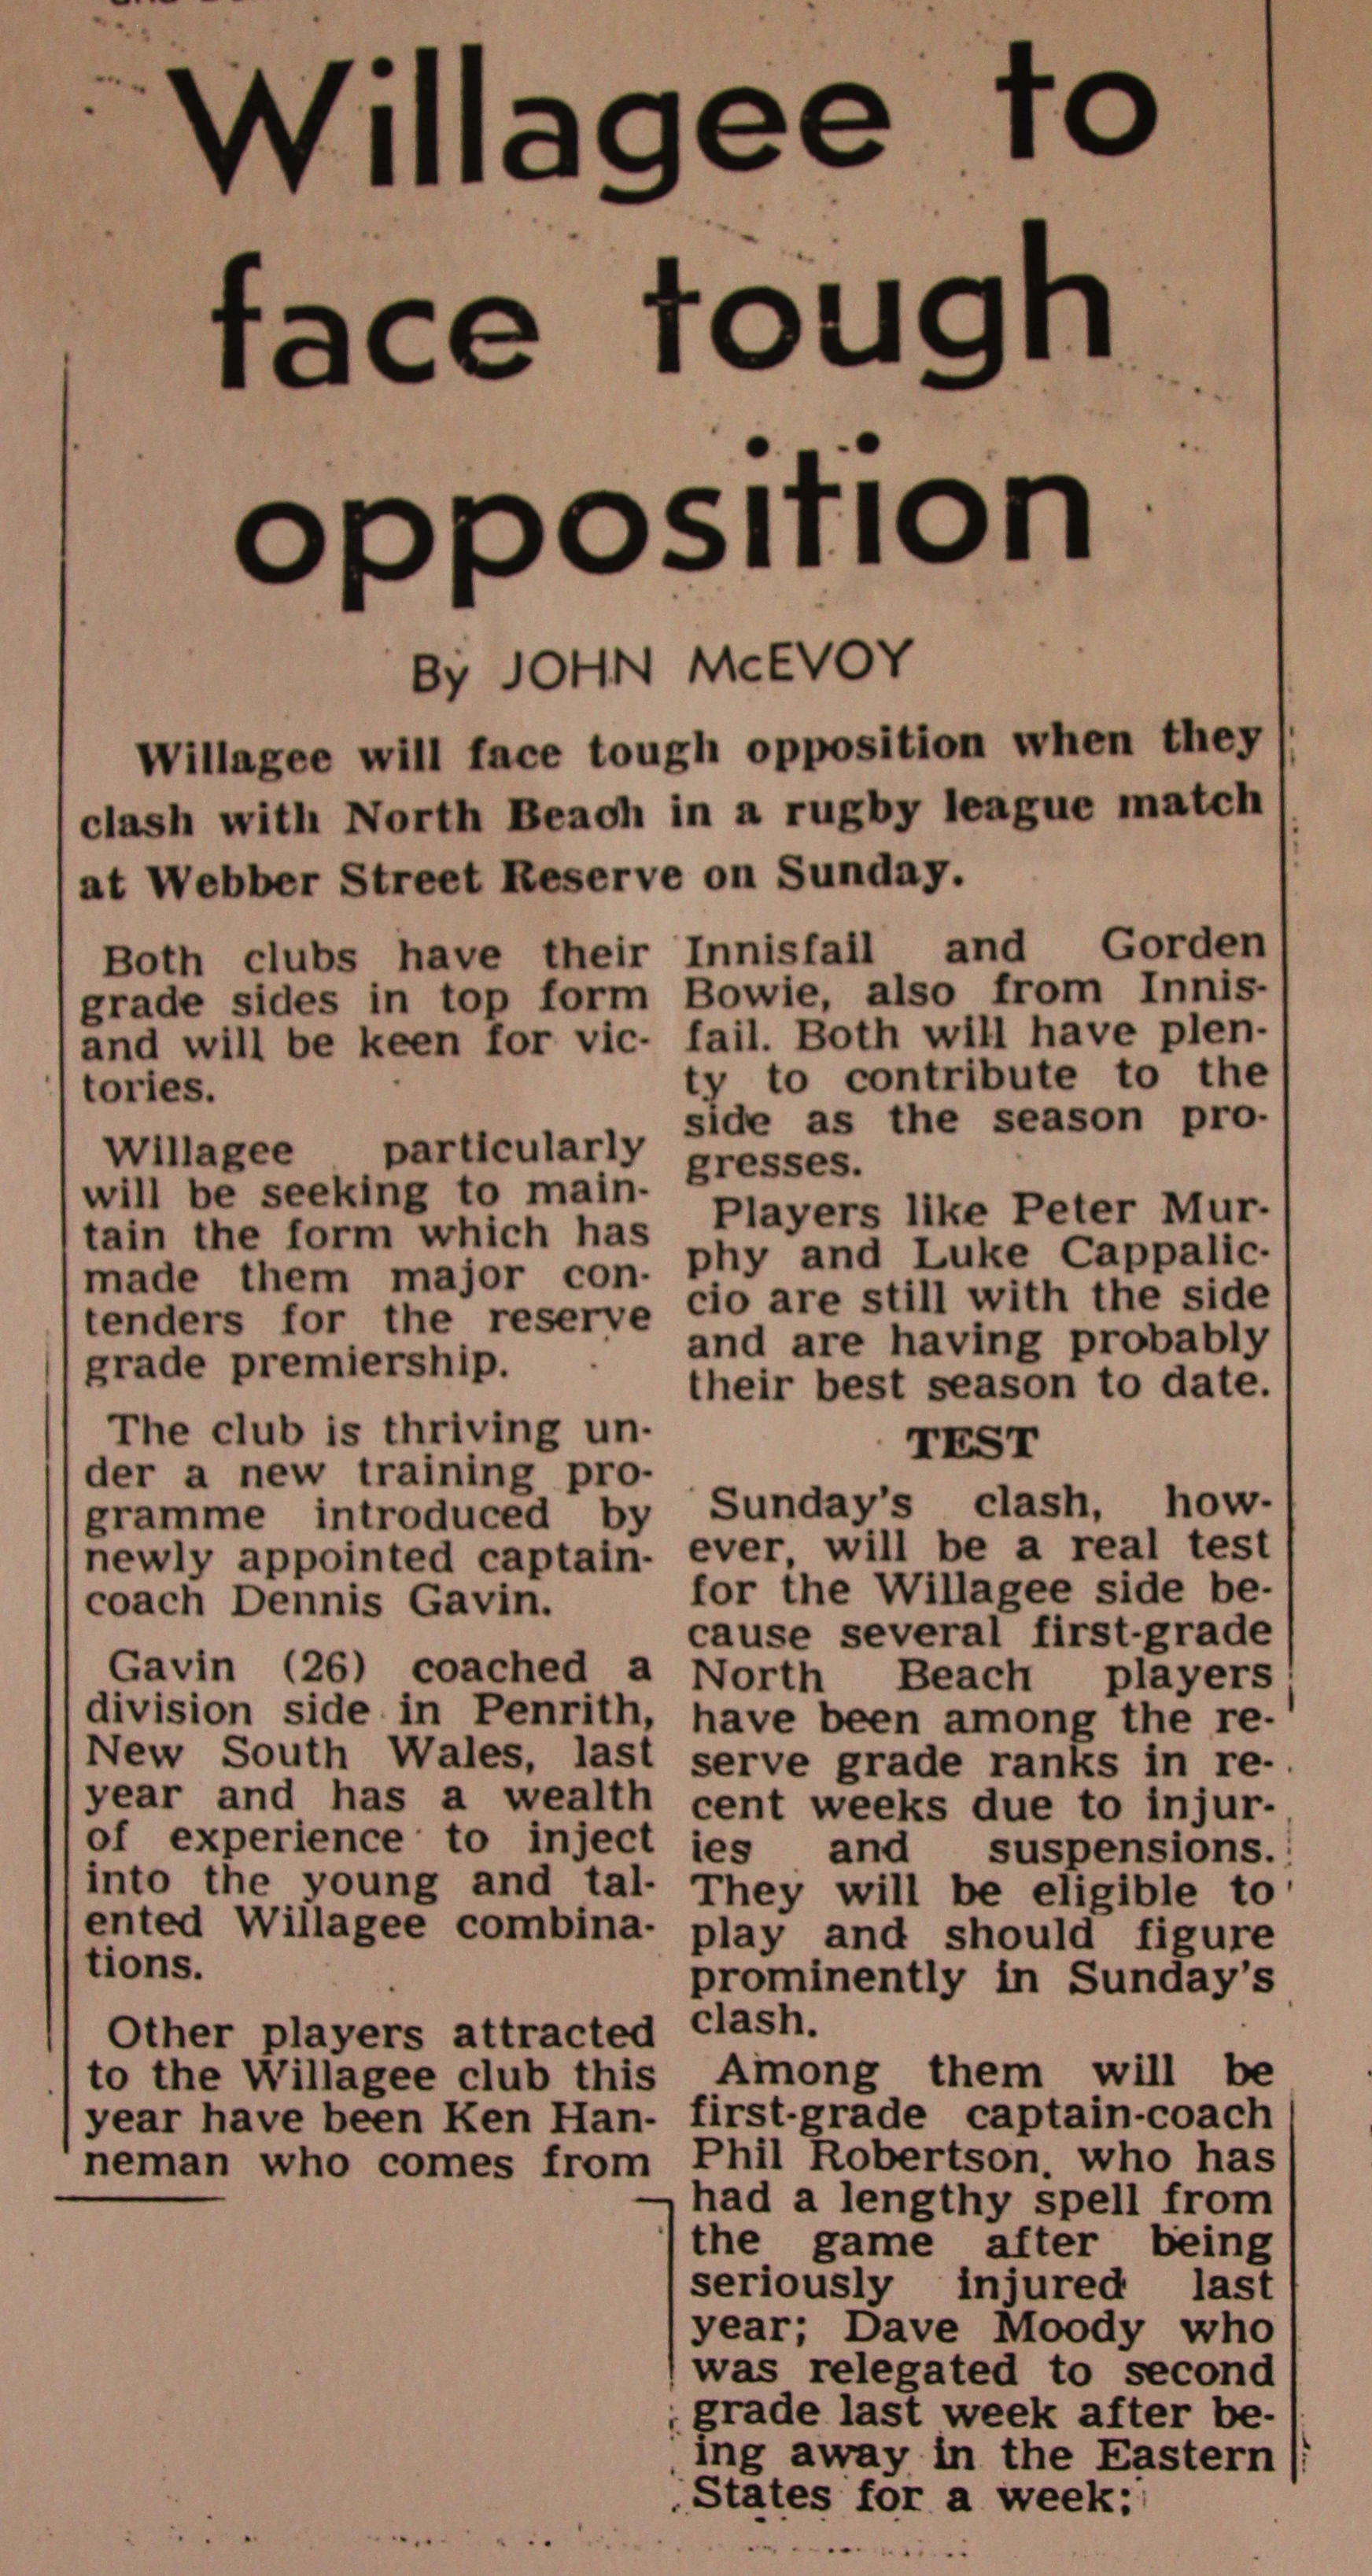 Willagee to
face tough
opposition
By JOHN McEVOY
Willagee will face tough opposition when they
clash with North Beach in a rugby league match
at Webber Street Reserve on Sunday.
Both clubs have their
grade sides in top form
and will be keen for vic-
tories.
Willagee particularly
will be seeking to main-
tain the form which has
made them major con-
tenders for the reserve
grade premiership.
The club is thriving un-
der a new training pro-
gramme introduced by
newly appointed captain-
coach Dennis Gavin.
Gavin (26) coached a
division side in Penrith,
New South Wales, last
year and has a wealth
of experience to inject
into the young and tal-
ented Willagee combina-
tions.
Other players attracted
to the Willagee club this
year have been Ken Han-
neman who comes from
Innisfail and Gorden
Bowie, also from Innis-
fail. Both will have plen-
ty to contribute to the
side as the season pro-
gresses.
Players like Peter Mur-
phy and Luke Cappalic-
cio are still with the side
and are having probably
their best season to date.
TEST
Sunday's clash, how-
ever, will be a real test
for the Willagee side be-
cause several first-grade
North Beach players
have been among the re-
serve grade ranks in re-
cent weeks due to injur-
ies and suspensions.
They will be eligible to
play and should figure
prominently in Sunday's
clash.
Among them will be
first-grade captain-coach
Phil Robertson, who has
had a lengthy spell from
the game after being
seriously injured last
year; Dave Moody who
was relegated to second
grade last week after be-
ing away in the Eastern
States for a week;